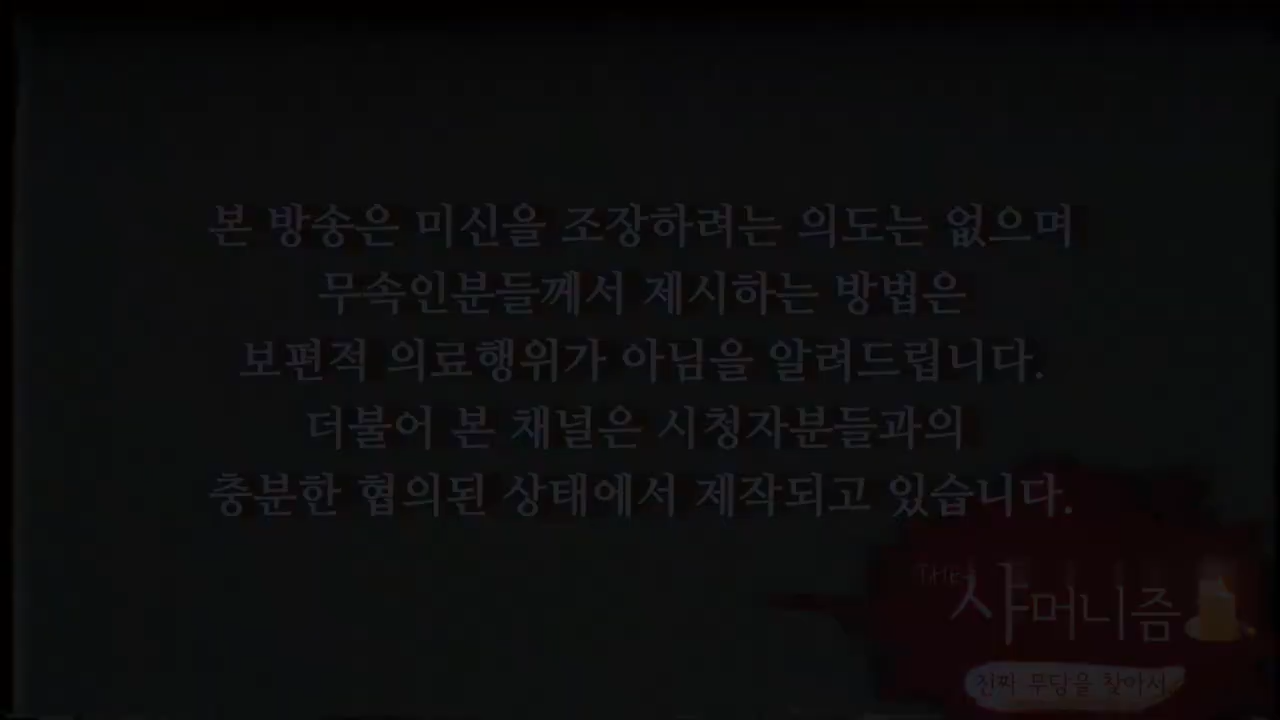 본 방송은 미신을 조장하려는 의도는 없으며
무속인분들께서 제시하는 방법은
보편적 의료행위가 아님을 알려드립니다.
더불어 본 채널은 시청자분들과의
충분한 협의된 상태에서 제작되고 있습니다.
THE
샤머니즘
진짜 무당을 찾아서